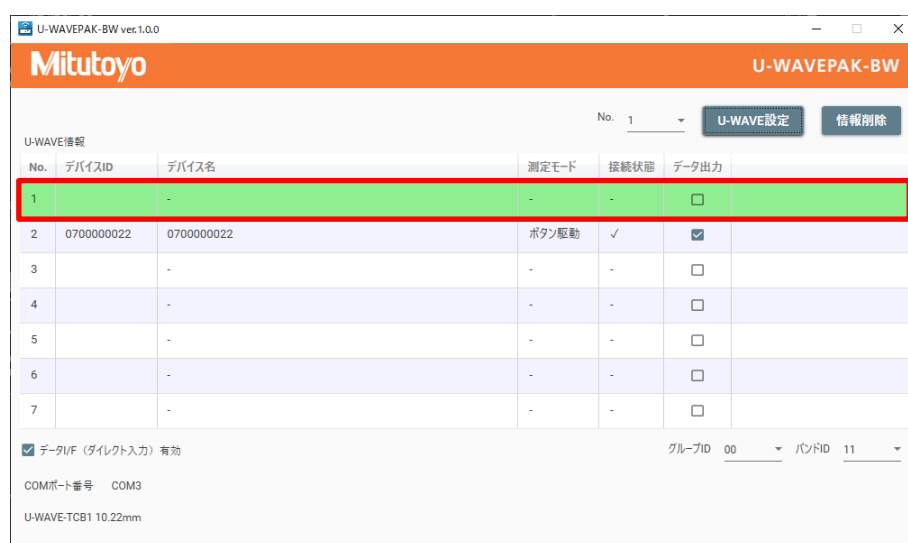 U-WAVEPAK-BW ver.1.0.0
Mitutoyo
U-WAVEPAK-BW
No. 1 U-WAVE設定 情報削除
U-WAVE情報
No. デバイスID デバイス名 測定モード 接続状態 データ出力
1 - - -
2 0700000022 0700000022 ボタン駆動 ✓
3 - - -
4 - - -
5 - - -
6 - - -
7 - - -
データI/F（ダイレクト入力）有効 グループID 00 バンドID 11
COMポート番号 COM3
U-WAVE-TCB1 10.22mm